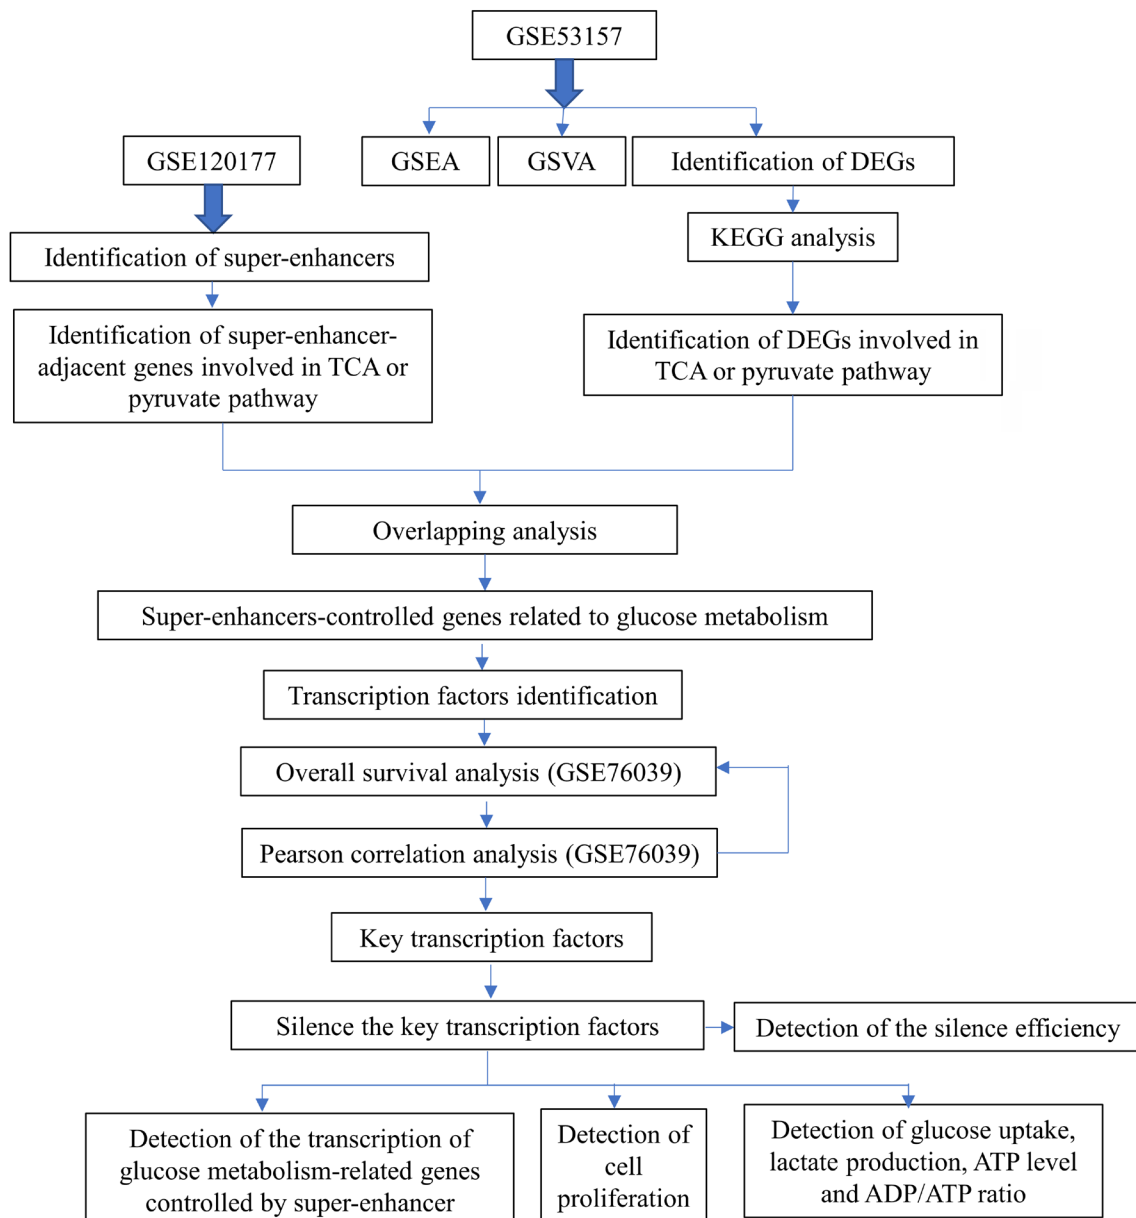 GSE53157
GSE120177
GSEA
GSVA
Identification of DEGs
KEGG analysis
Identification of super-enhancers
Identification of super-enhancer-
adjacent genes involved in TCA or
pyruvate pathway
Identification of DEGs involved in
TCA or pyruvate pathway
Overlapping analysis
Super-enhancers-controlled genes related to glucose metabolism
Transcription factors identification
Overall survival analysis (GSE76039)
Pearson correlation analysis (GSE76039)
Key transcription factors
Silence the key transcription factors
Detection of the silence efficiency
Detection of the transcription of
glucose metabolism-related genes
controlled by super-enhancer
Detection of
cell
proliferation
Detection of glucose uptake,
lactate production, ATP level
and ADP/ATP ratio